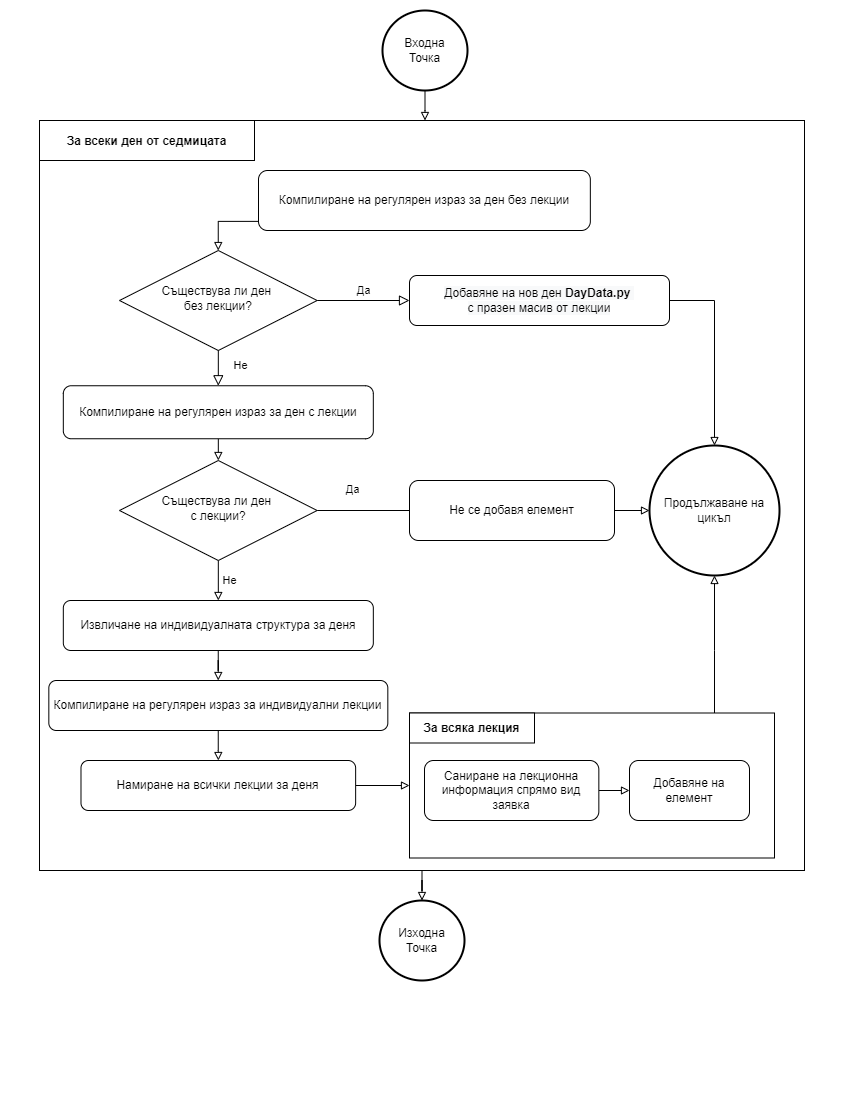 Входна
Точка
За всеки ден от седмицата
Компилиране на регулярен израз за ден без лекции
Съществува ли ден
без лекции?
Да
Добавяне на нов ден DayData.py
с празен масив от лекции
Не
Компилиране на регулярен израз за ден с лекции
Съществува ли ден
с лекции?
Да
Не се добавя елемент
Продължаване на
цикъл
Не
Извличане на индивидуалната структура за деня
Компилиране на регулярен израз за индивидуални лекции
Намиране на всички лекции за деня
За всяка лекция
Саниране на лекционна
информация спрямо вид
заявка
Добавяне на
елемент
Изходна
Точка